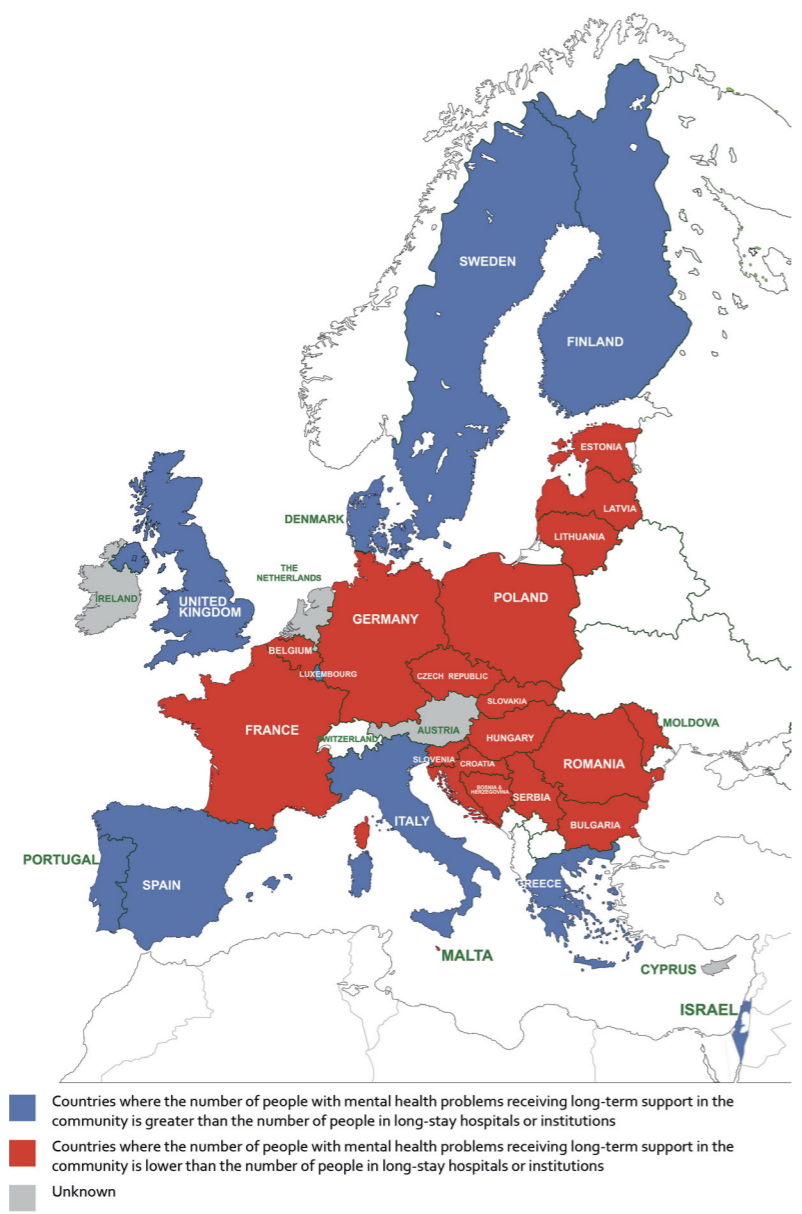 SWEDEN
FINLAND
ESTONIA
LATVIA
LITHUANIA
DENMARK
THE
NETHERLANDS
IRELAND
UNITED
KINGDOM
GERMANY
POLAND
BELGIUM
LUXEMBOURG
CZECH REPUBLIC
SLOVAKIA
FRANCE
SWITZERLAND
AUSTRIA
MOLDOVA
HUNGARY
SLOVENIA
CROATIA
ROMANIA
BOSNIA &
HERZEGOVINA
SERBIA
ITALY
BULGARIA
PORTUGAL
SPAIN
GREECE
MALTA
CYPRUS
ISRAEL
Countries where the number of people with mental health problems receiving long-term support in the
community is greater than the number of people in long-stay hospitals or institutions
Countries where the number of people with mental health problems receiving long-term support in the
community is lower than the number of people in long-stay hospitals or institutions
Unknown